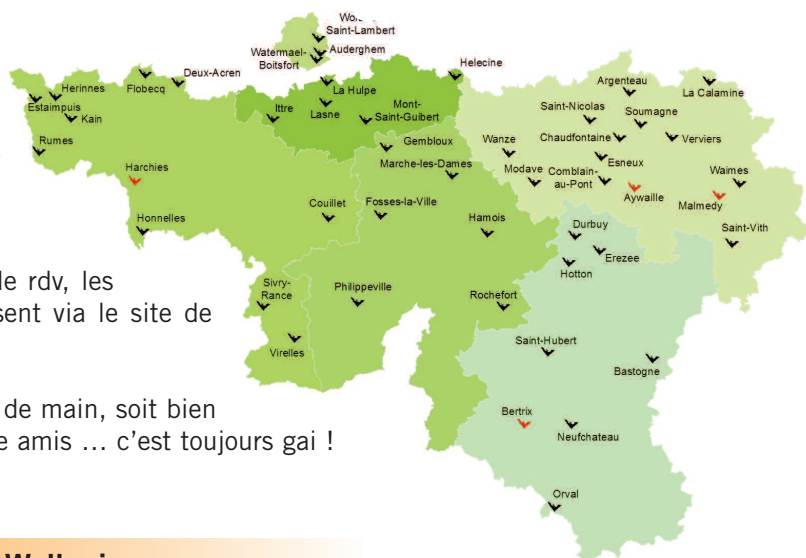 Saint-Lambert
Watermael-
Boitsfort
Auderghem
Helecine
Deux-Acren
Flobecq
Herinnes
Estaimpuis
Kain
Rumes
Harchies
Honnelles
Ittre
La Hulpe
Lasne
Mont-
Saint-Guibert
Gembloux
Marche-les-Dames
Couillet
Fosses-la-Ville
Hamois
Sivry-
Rance
Philippeville
Rochefort
Virelles
Argenteau
La Calamine
Saint-Nicolas
Soumagne
Wanze
Chaudfontaine
Verviers
Esneux
Modave
Comblain-
au-Pont
Waimes
Aywaille
Malmedy
Saint-Vith
Durbuy
Erezee
Hotton
Saint-Hubert
Bastogne
Bertrix
Neufchateau
Orval
le rdv, les
sent via le site de
de main, soit bien
e amis … c’est toujours gai !